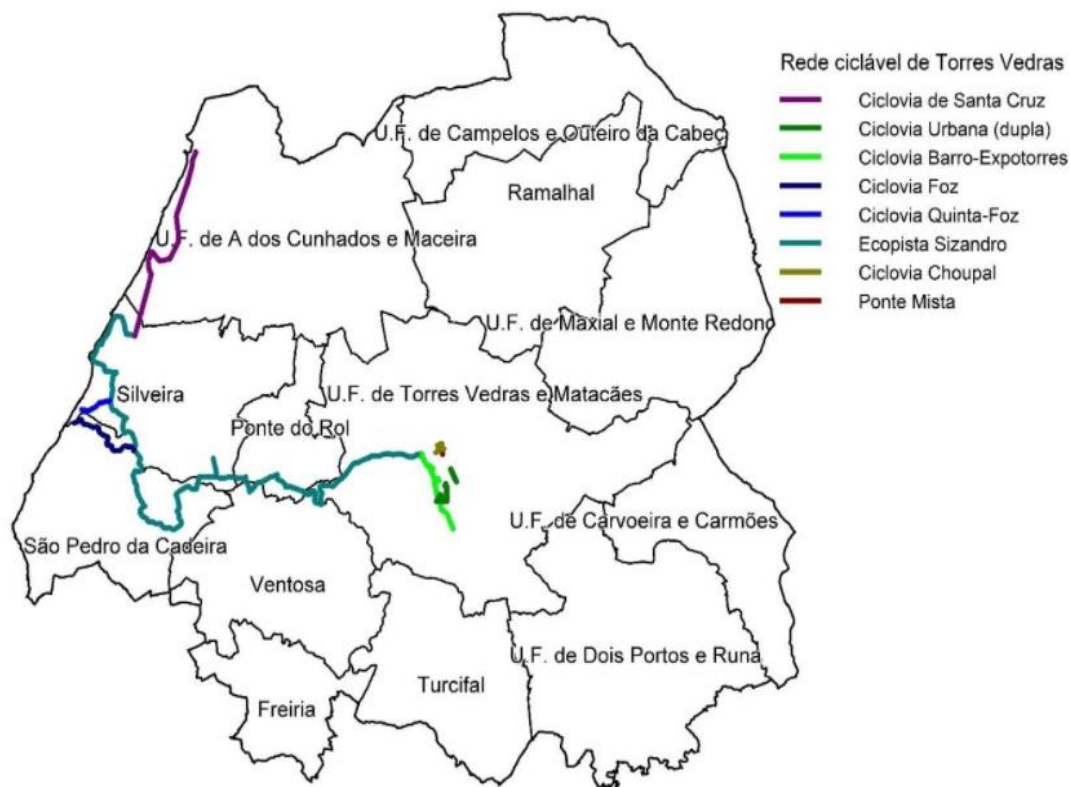 Rede ciclável de Torres Vedras
Ciclovia de Santa Cruz
Ciclovia Urbana (dupla)
Ciclovia Barro-Expotorres
Ciclovia Foz
Ciclovia Quinta-Foz
Ecopista Sizandro
Ciclovia Choupal
Ponte Mista
U.F. de Campelos e Outeiro da Cabeç
Ramalhal
U.F. de A dos Cunhados e Maceira
U.F. de Maxial e Monte Redono
Silveira
U.F. de Torres Vedras e Matacães
Ponte do Rol
U.F. de Carvoeira e Carmões
São Pedro da Cadeira
Ventosa
U.F. de Dois Portos e Runa
Turcifal
Freiria